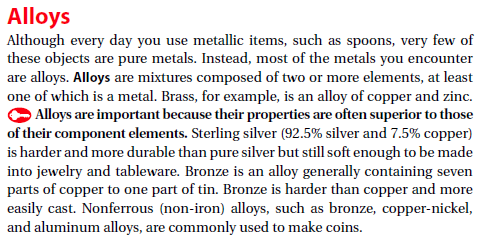 Alloys
Although every day you use metallic items, such as spoons, very few of
these objects are pure metals. Instead, most of the metals you encounter
are alloys. Alloys are mixtures composed of two or more elements, at least
one of which is a metal. Brass, for example, is an alloy of copper and zinc.
Alloys are important because their properties are often superior to those
of their component elements. Sterling silver (92.5% silver and 7.5% copper)
is harder and more durable than pure silver but still soft enough to be made
into jewelry and tableware. Bronze is an alloy generally containing seven
parts of copper to one part of tin. Bronze is harder than copper and more
easily cast. Nonferrous (non-iron) alloys, such as bronze, copper-nickel,
and aluminum alloys, are commonly used to make coins.